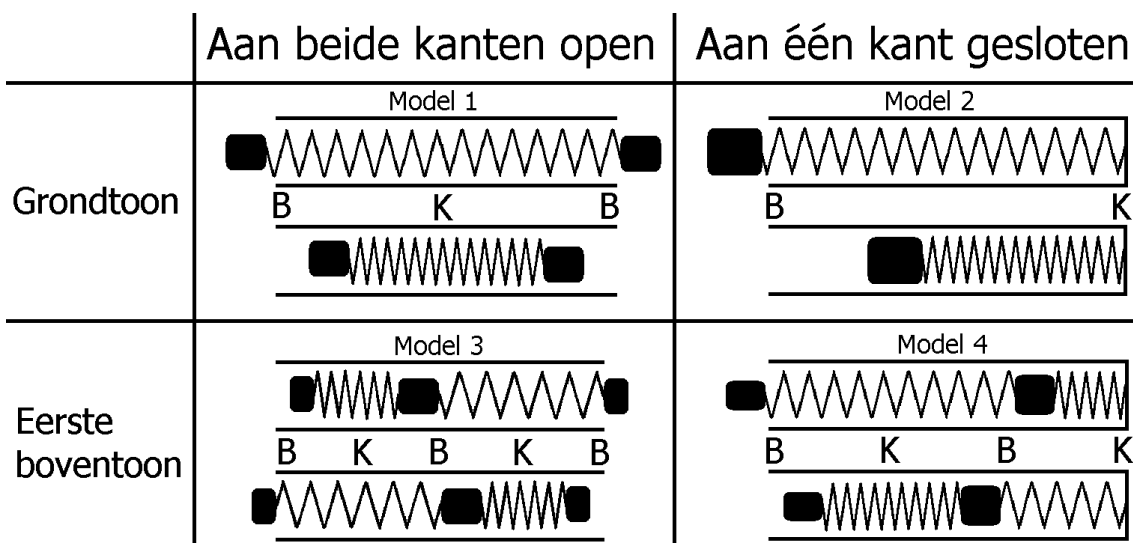 Aan beide kanten open
Aan één kant gesloten
Grondtoon
Model 1
B K B
Model 2
B K
Eerste
boventoon
Model 3
B K B K B
Model 4
B K B K